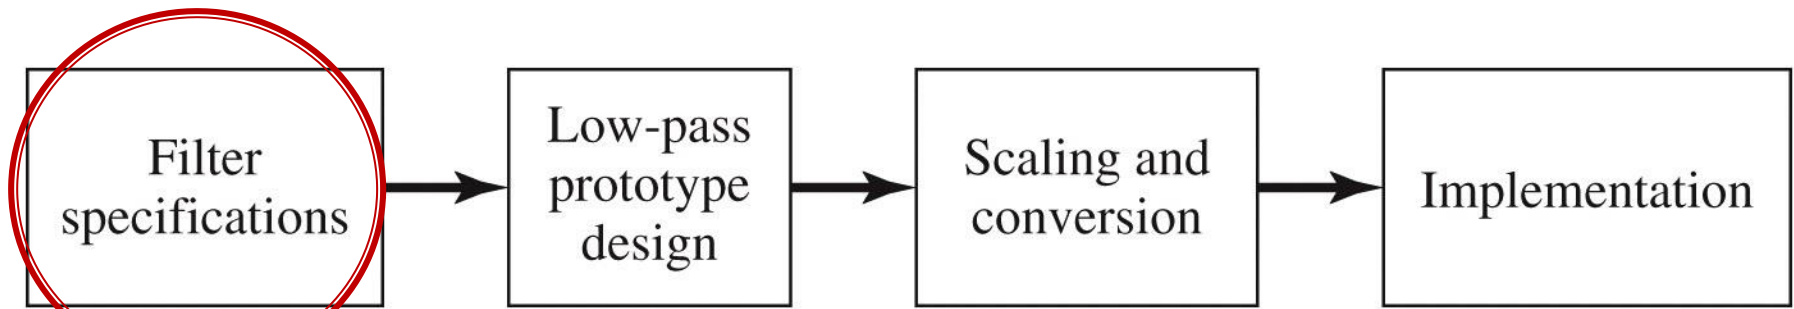 Filter
specifications
Low-pass
prototype
design
Scaling and
conversion
Implementation